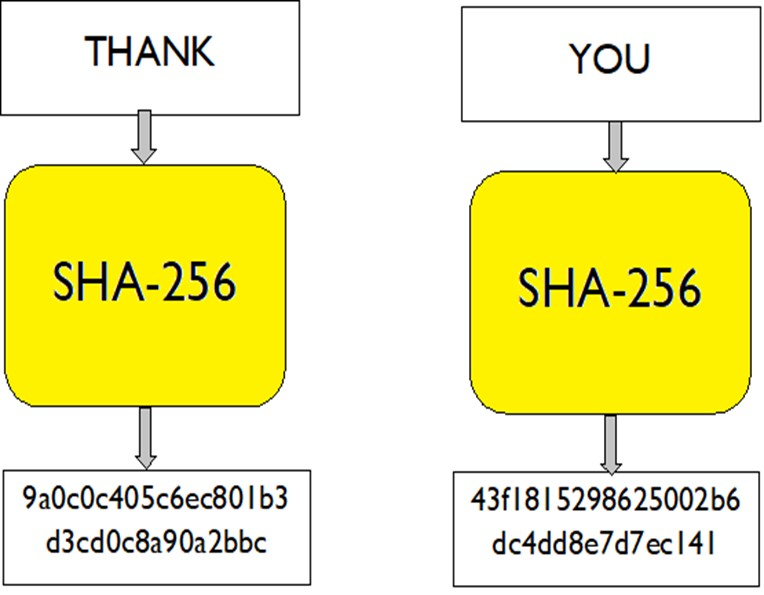 THANK
SHA-256
9a0c0c405c6ec801b3
d3cd0c8a90a2bbc
YOU
SHA-256
43f1815298625002b6
dc4dd8e7d7ec141